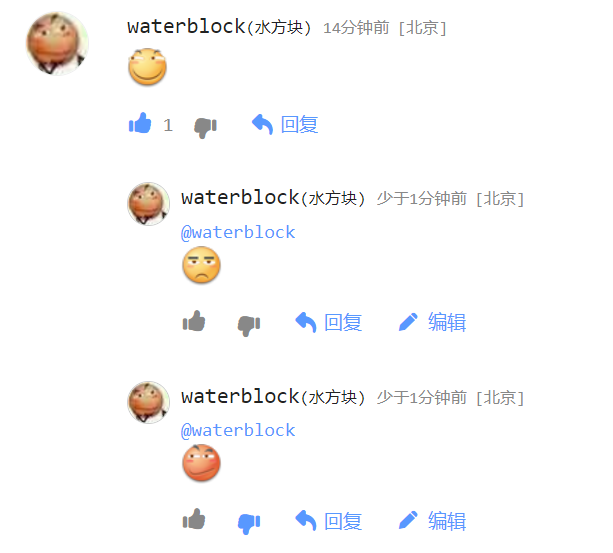 waterblock(水方块) 14分钟前 [北京]
1 回复
waterblock(水方块) 少于1分钟前 [北京]
@waterblock
回复 编辑
waterblock(水方块) 少于1分钟前 [北京]
@waterblock
回复 编辑